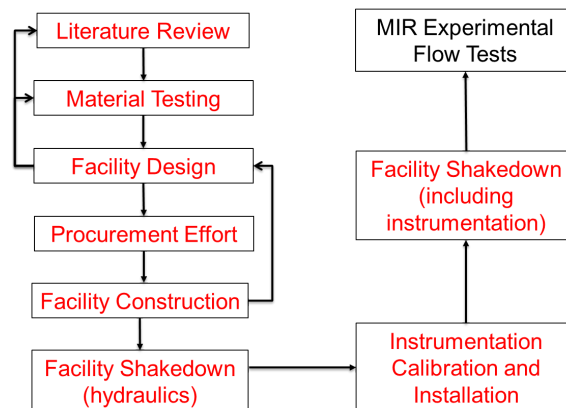 Literature Review
Material Testing
Facility Design
Procurement Effort
Facility Construction
Facility Shakedown
(hydraulics)
Instrumentation
Calibration and
Installation
Facility Shakedown
(including
instrumentation)
MIR Experimental
Flow Tests